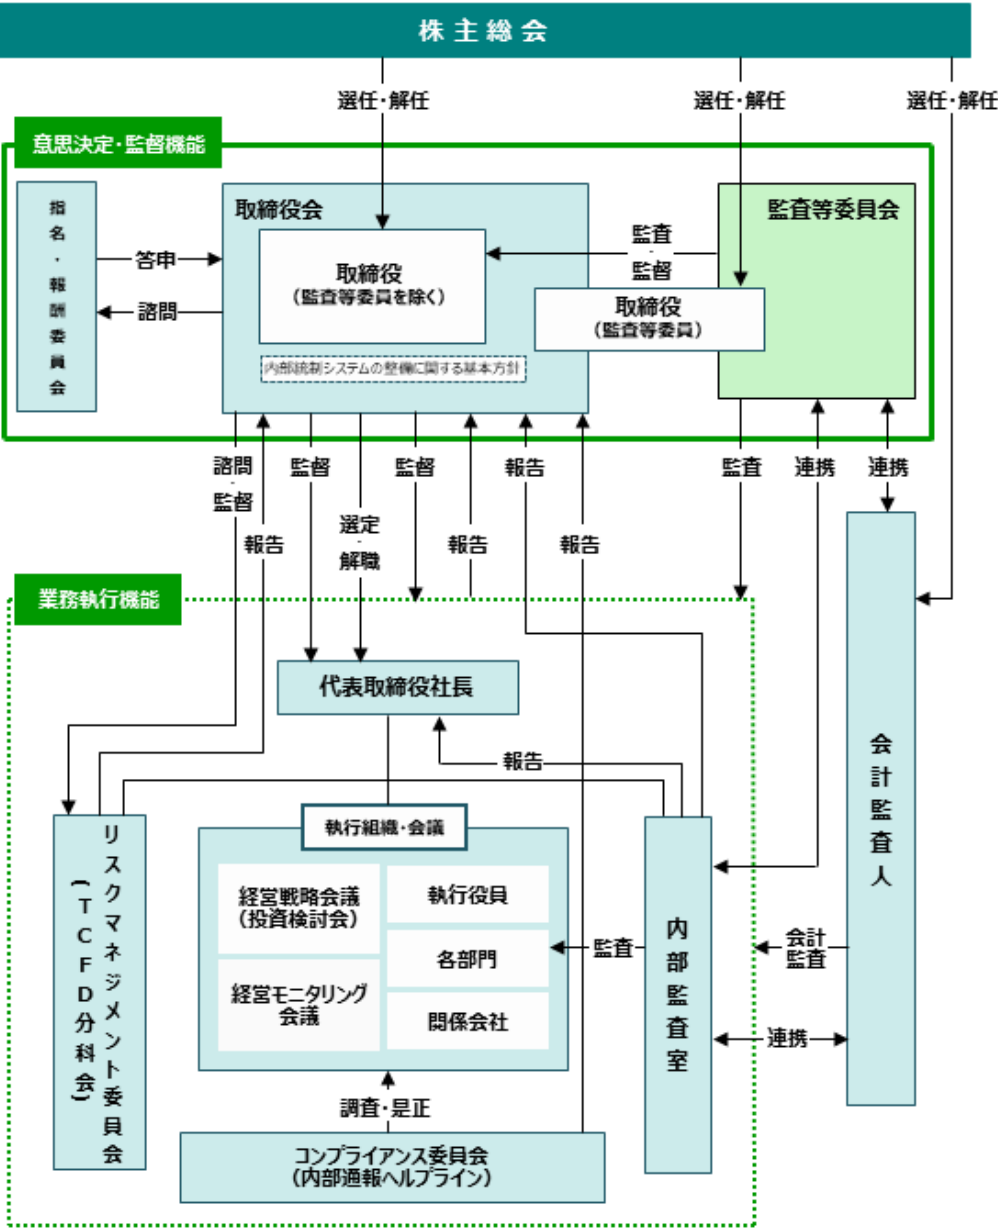 株主総会
選任・解任
選任・解任
選任・解任
意思決定・監督機能
指名・報酬委員会
答申
諮問
取締役会
取締役
（監査等委員を除く）
内部統制システムの整備に関する基本方針
監査
・
監督
監査等委員会
取締役
（監査等委員）
諮問
・
監督
報告
監督
選定
・
解職
監督
報告
報告
報告
監査
連携
連携
業務執行機能
代表取締役社長
報告
会計監査人
リスクマネジメント委員会
(TCFD分科会)
執行組織・会議
経営戦略会議
（投資検討会）
経営モニタリング
会議
執行役員
各部門
関係会社
監査
内部監査室
会計
監査
連携
調査・是正
コンプライアンス委員会
（内部通報ヘルプライン）